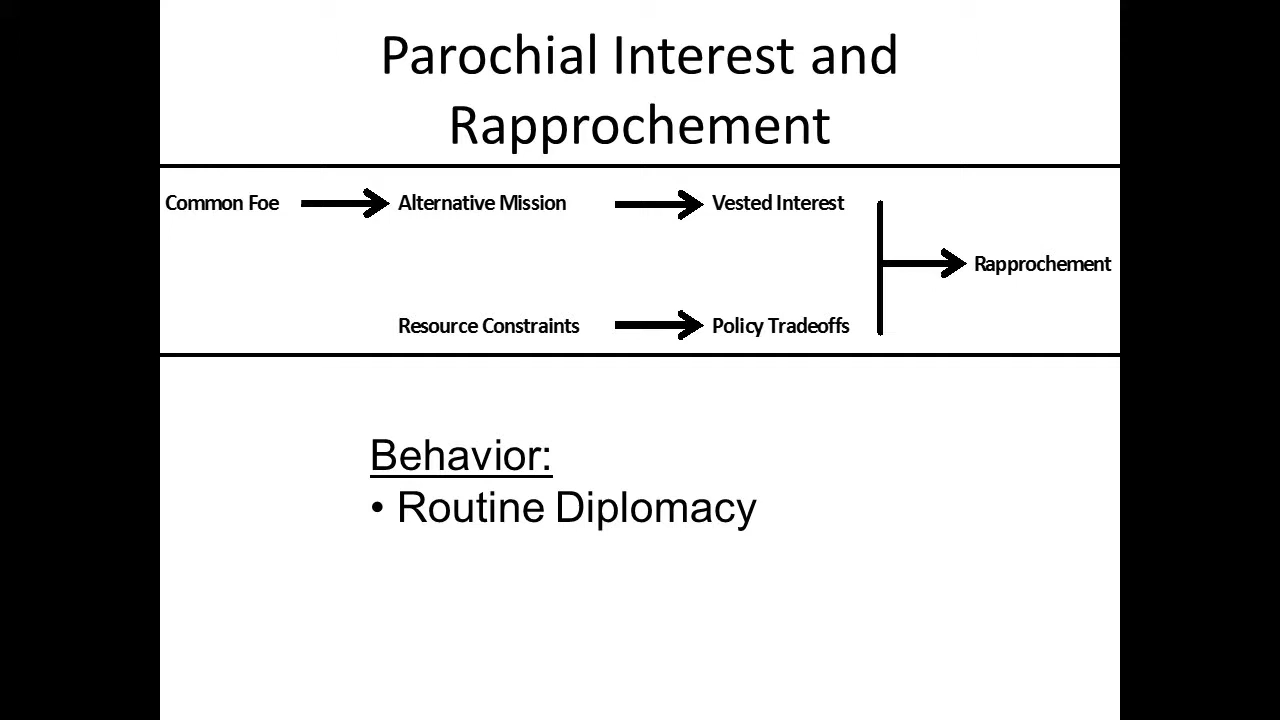 Parochial Interest and
Rapprochement
Common Foe Alternative Mission Vested Interest
Rapprochement
Resource Constraints Policy Tradeoffs
Behavior:
• Routine Diplomacy